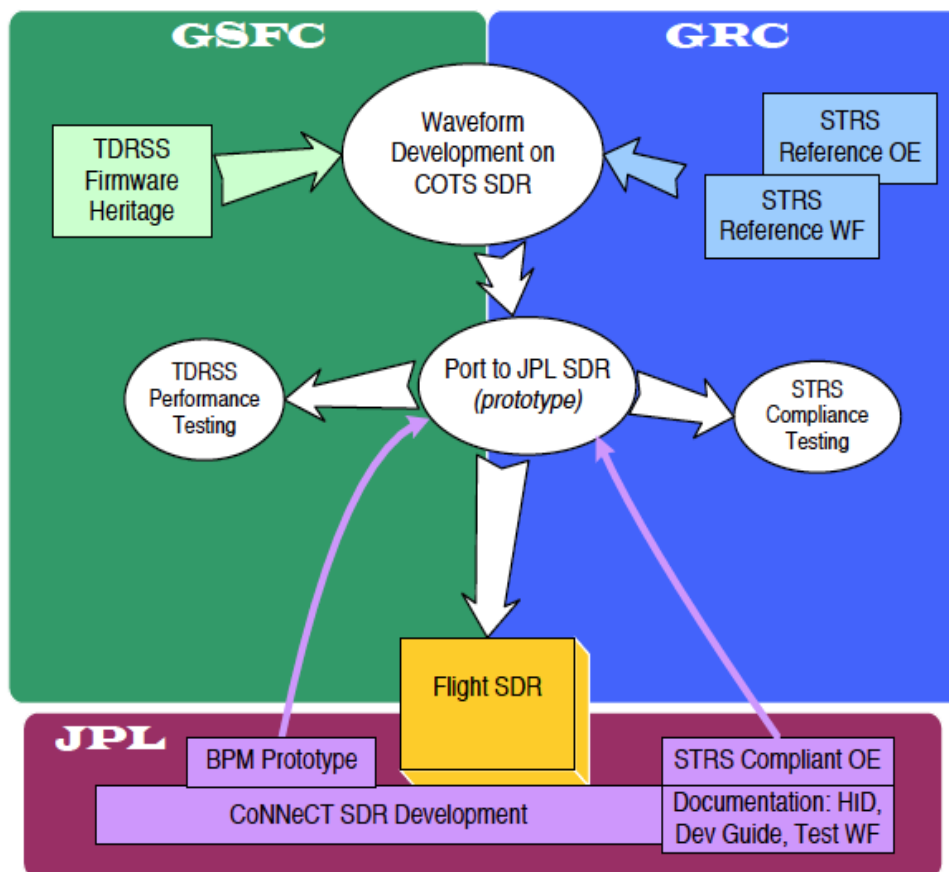 GSFC
GRC
Waveform
Development on
COTS SDR
TDRSS
Firmware
Heritage
STRS
Reference OE
STRS
Reference WF
Port to JPL SDR
(prototype)
TDRSS
Performance
Testing
STRS
Compliance
Testing
Flight SDR
JPL
BPM Prototype
STRS Compliant OE
CoNNeCT SDR Development
Documentation: HID,
Dev Guide, Test WF